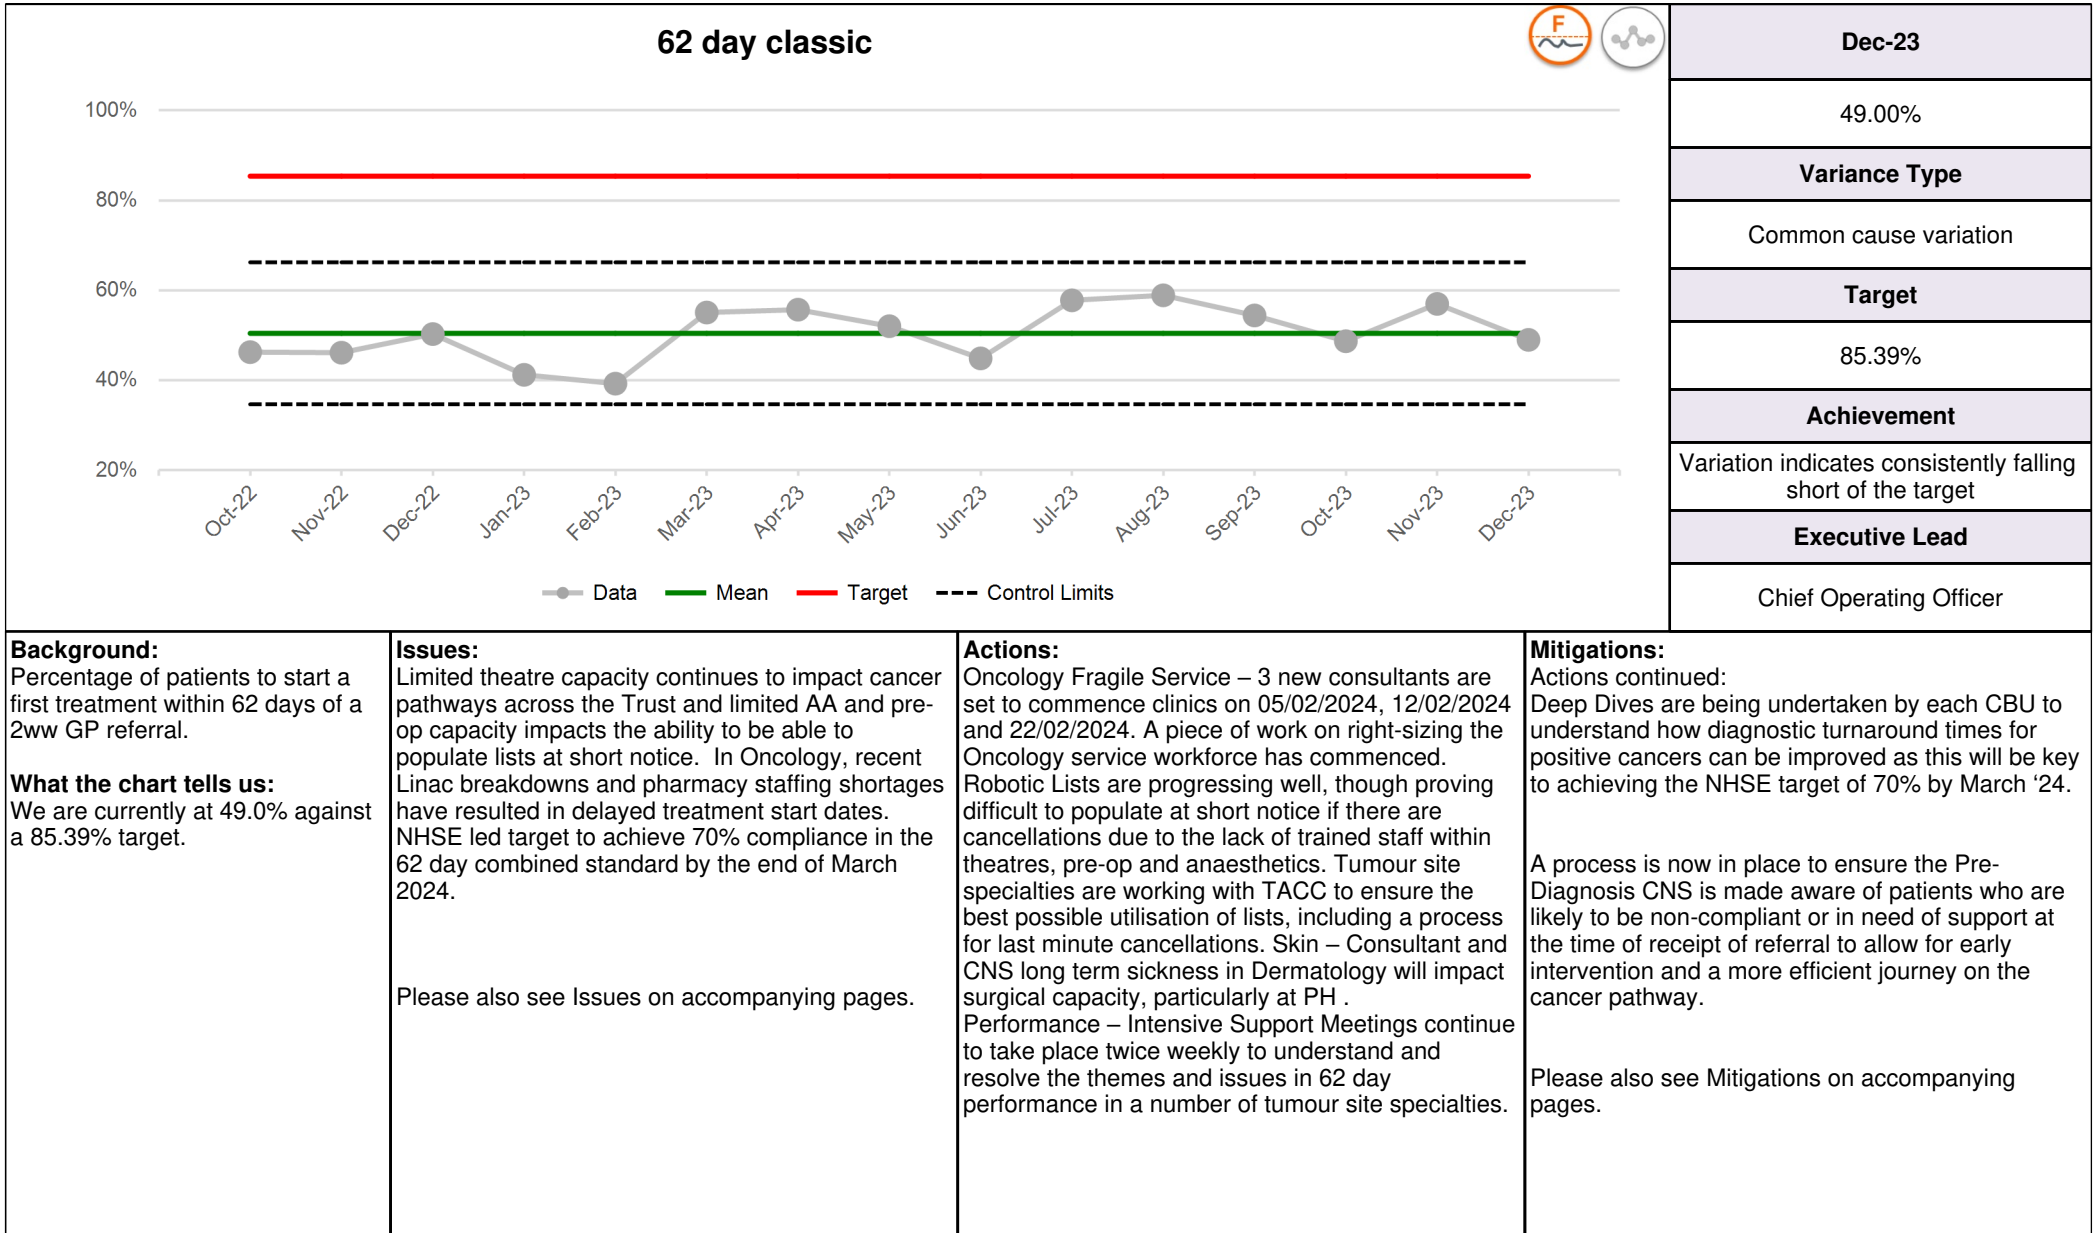 62 day classic
F
100%
80%
60%
40%
20%
Oct-22
Nov-22
Dec-22
Jan-23
Feb-23
Mar-23
Apr-23
May-23
Jun-23
Jul-23
Aug-23
Sep-23
Oct-23
Nov-23
Dec-23
Data
Mean
Target
Control Limits
Dec-23
49.00%
Variance Type
Common cause variation
Target
85.39%
Achievement
Variation indicates consistently falling
short of the target
Executive Lead
Chief Operating Officer
Background:
Percentage of patients to start a
first treatment within 62 days of a
2ww GP referral.
What the chart tells us:
We are currently at 49.0% against
a 85.39% target.
Issues:
Limited theatre capacity continues to impact cancer
pathways across the Trust and limited AA and pre-
op capacity impacts the ability to be able to
populate lists at short notice.  In Oncology, recent
Linac breakdowns and pharmacy staffing shortages
have resulted in delayed treatment start dates.
NHSE led target to achieve 70% compliance in the
62 day combined standard by the end of March
2024.
Please also see Issues on accompanying pages.
Actions:
Oncology Fragile Service – 3 new consultants are
set to commence clinics on 05/02/2024, 12/02/2024
and 22/02/2024. A piece of work on right-sizing the
Oncology service workforce has commenced.
Robotic Lists are progressing well, though proving
difficult to populate at short notice if there are
cancellations due to the lack of trained staff within
theatres, pre-op and anaesthetics. Tumour site
specialties are working with TACC to ensure the
best possible utilisation of lists, including a process
for last minute cancellations. Skin – Consultant and
CNS long term sickness in Dermatology will impact
surgical capacity, particularly at PH .
Performance – Intensive Support Meetings continue
to take place twice weekly to understand and
resolve the themes and issues in 62 day
performance in a number of tumour site specialties.
Mitigations:
Actions continued:
Deep Dives are being undertaken by each CBU to
understand how diagnostic turnaround times for
positive cancers can be improved as this will be key
to achieving the NHSE target of 70% by March ‘24.
A process is now in place to ensure the Pre-
Diagnosis CNS is made aware of patients who are
likely to be non-compliant or in need of support at
the time of receipt of referral to allow for early
intervention and a more efficient journey on the
cancer pathway.
Please also see Mitigations on accompanying
pages.